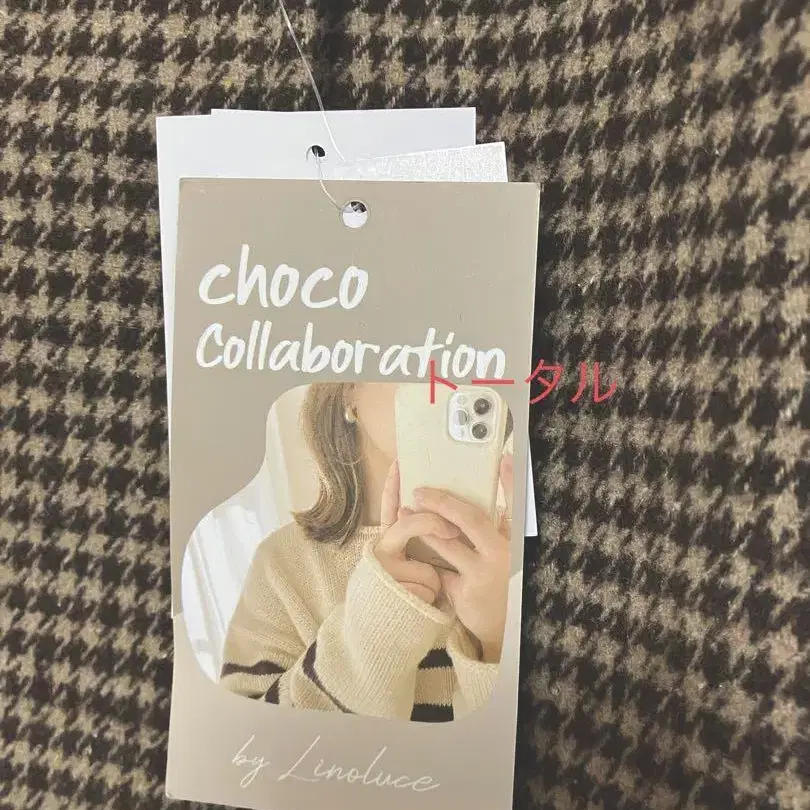 choco
Collaboration
トータル
by Linoluce